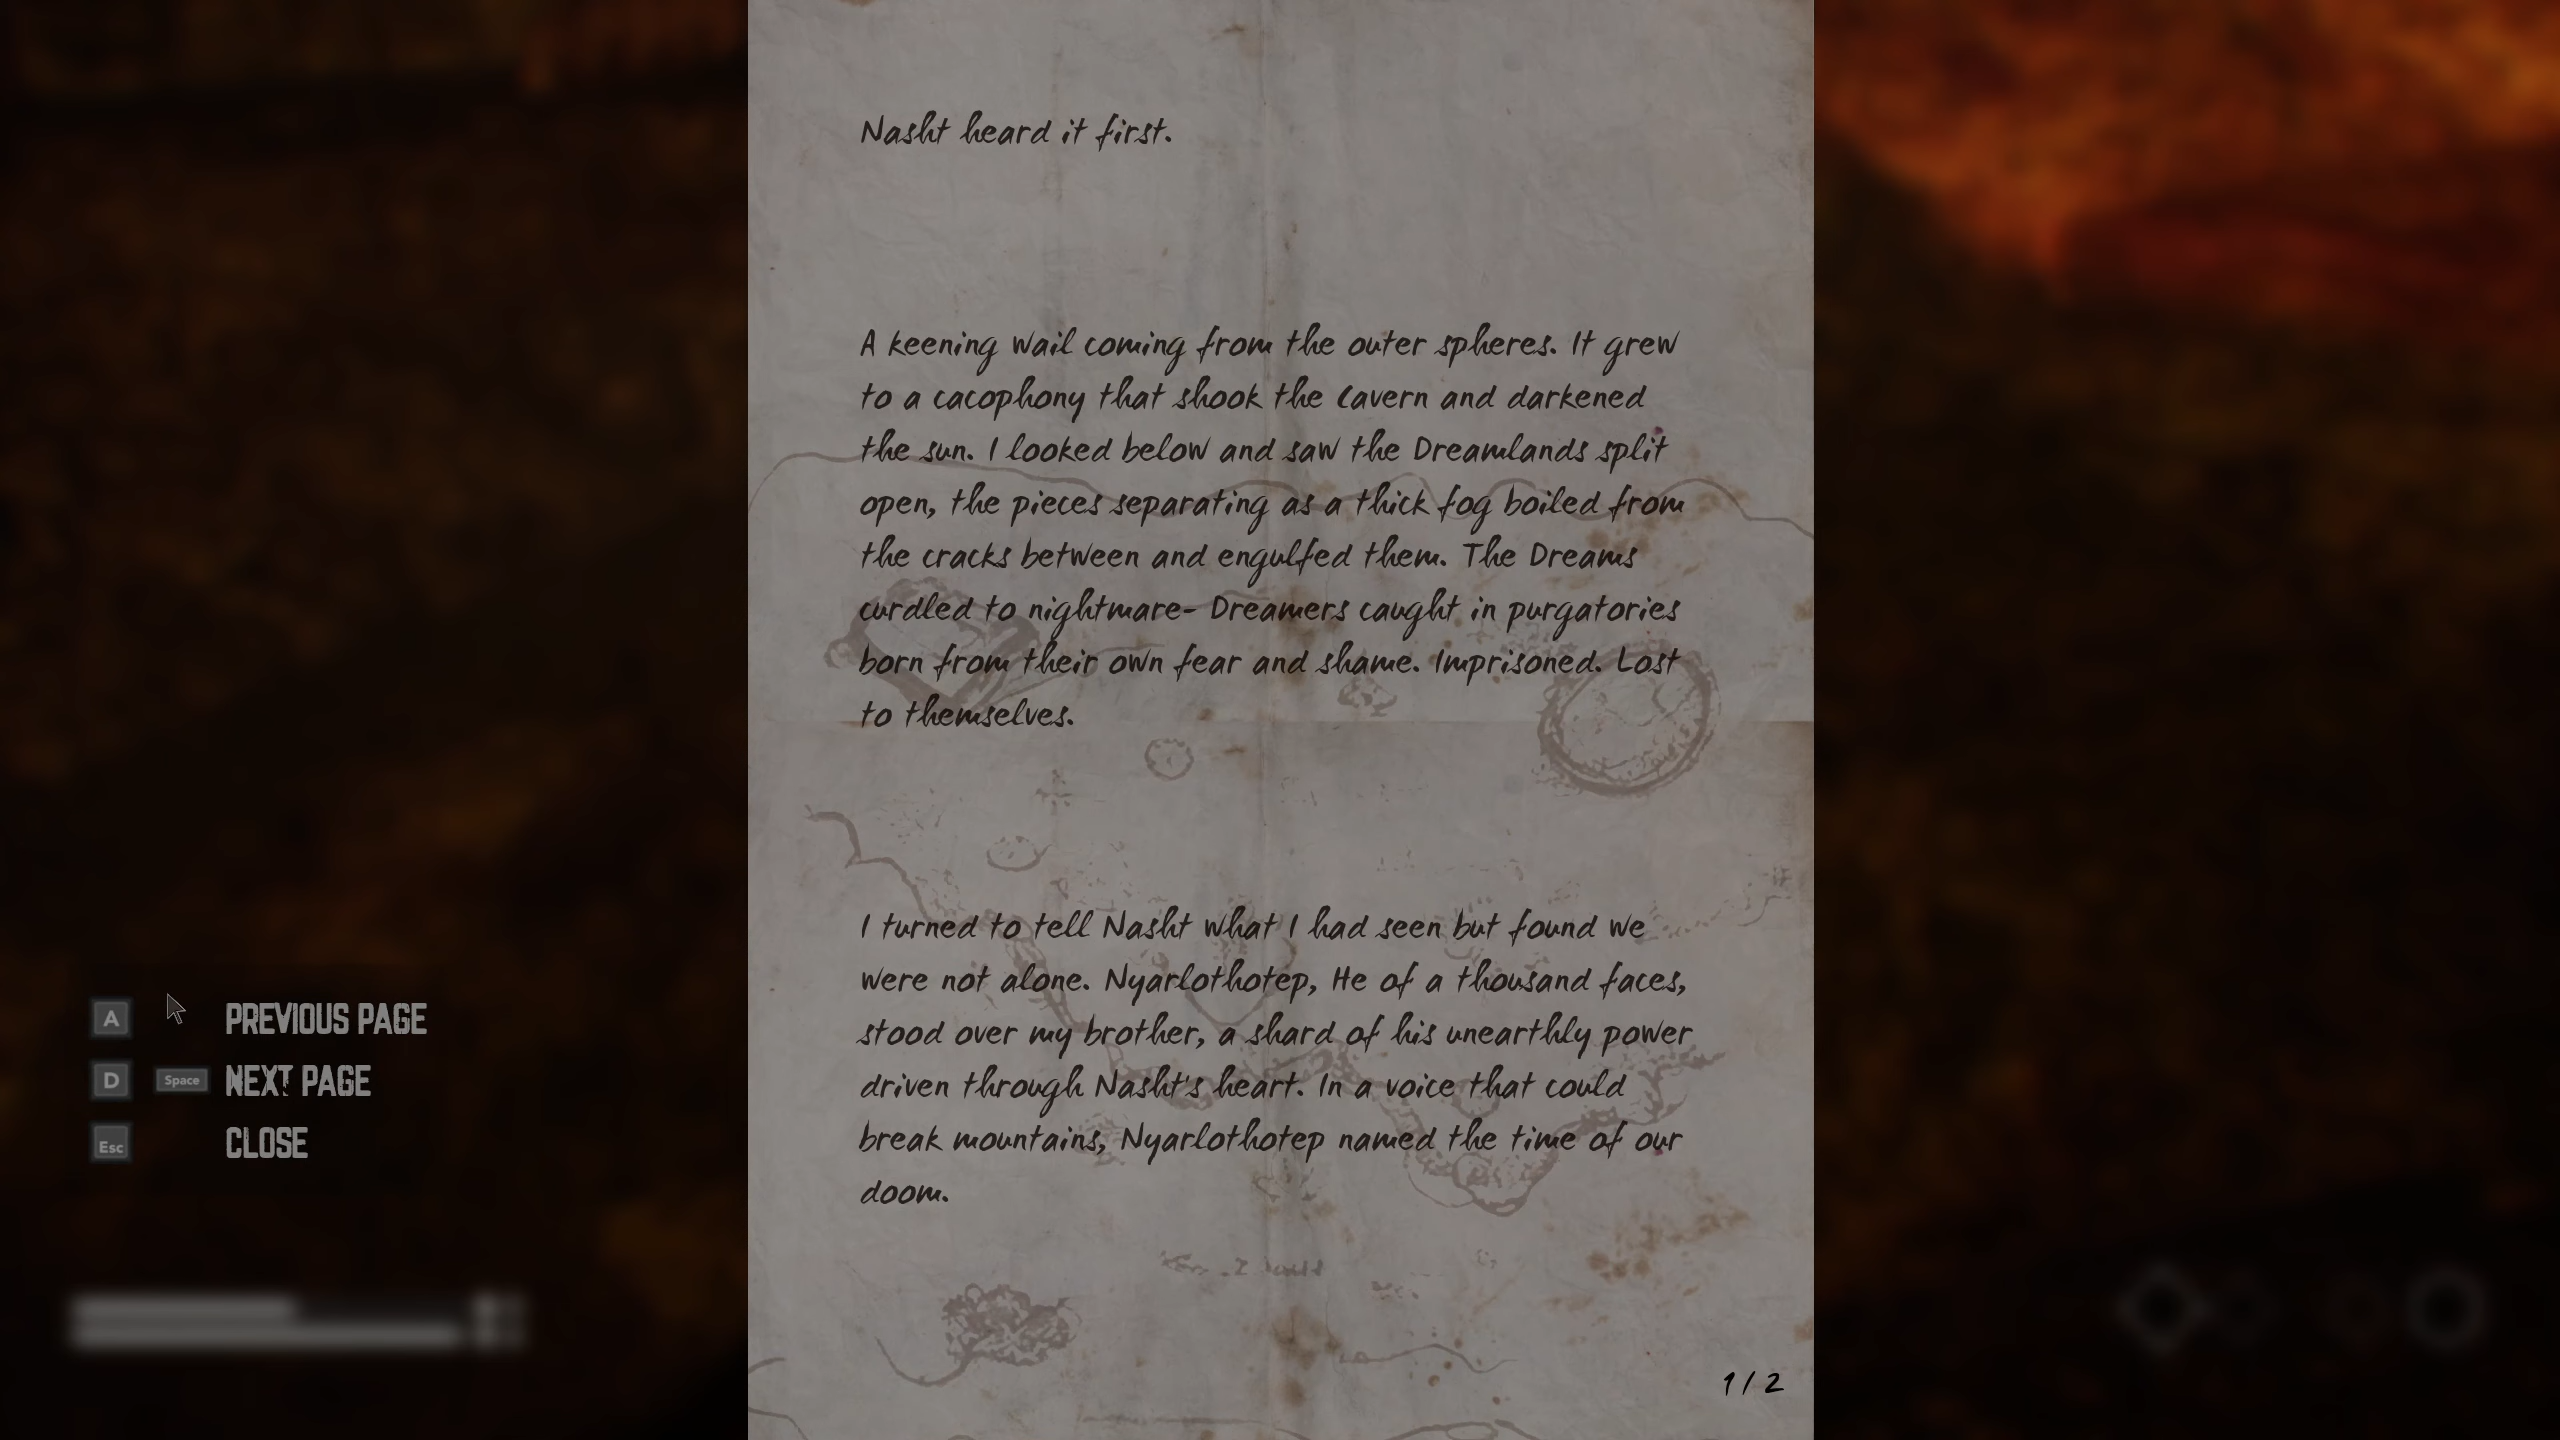 Nasht heard it first.
A keening wail coming from the outer spheres. It grew
to a cacophony that shook the Cavern and darkened
the sun. I looked below and saw the Dreamlands split
open, the pieces separating as a thick fog boiled from
the cracks between and engulfed them. The Dreams
curdled to nightmare- Dreamers caught in purgatories
born from their own fear and shame. Imprisoned. Lost
to themselves.
I turned to tell Nasht what I had seen but found we
were not alone. Nyarlothotep, He of a thousand faces,
stood over my brother, a shard of his unearthly power
driven through Nasht's heart. In a voice that could
break mountains, Nyarlothotep named the time of our
doom.
1/2
A PREVIOUS PAGE
D Space NEXT PAGE
Esc CLOSE